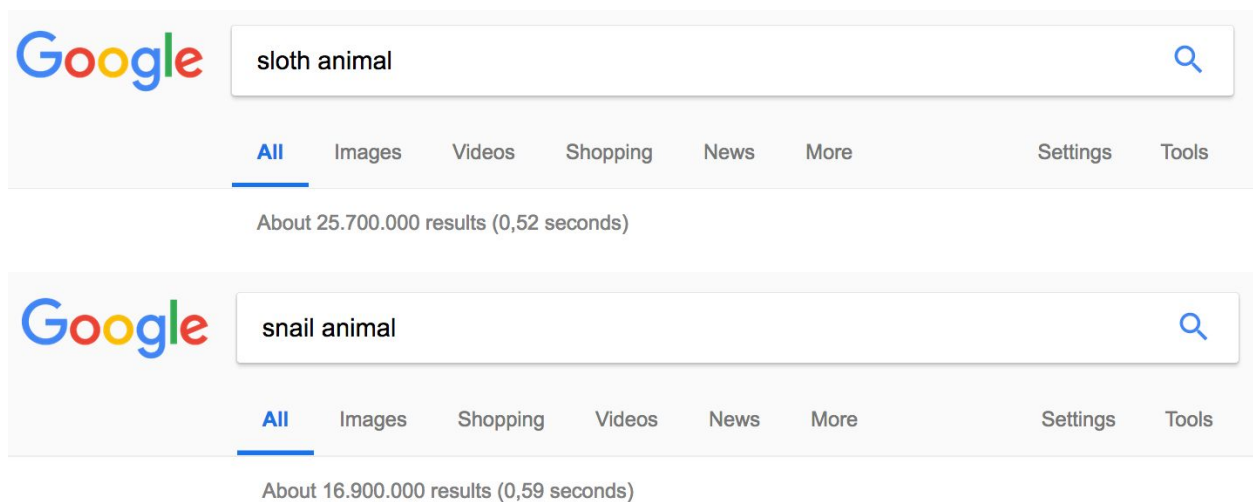 Google sloth animal
All Images Videos Shopping News More Settings Tools
About 25.700.000 results (0,52 seconds)
Google snail animal
All Images Shopping Videos News More Settings Tools
About 16.900.000 results (0,59 seconds)